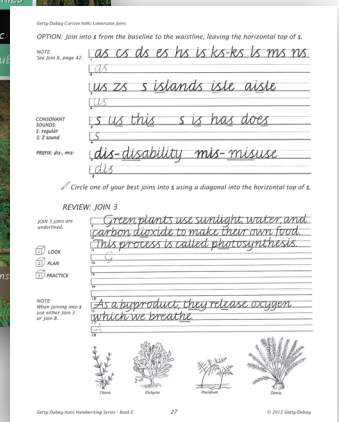 Getty-Dubay Cursive Italic Lowercase Joins
OPTION: Join into s from the baseline to the waistline, leaving the horizontal top of s.
NOTE:
See Join 8, page 42.
as cs ds es hs is ks-ks ls ms ns
as
us zs s islands isle aisle
us
CONSONANT
SOUNDS:
S: regular
S: Z sound
s us this s is has does
s
PREFIX: dis-, mis-
dis-disability mis-misuse
dis
Circle one of your best joins into s using a diagonal into the horizontal top of s.
REVIEW: JOIN 3
JOIN 3 joins are
underlined.
Green plants use sunlight, water and
carbon dioxide to make their own food.
This process is called photosynthesis.
G
1 LOOK
2 PLAN
3 PRACTICE
NOTE:
When joining into s
use either Join 3
or Join 8.
As a byproduct, they release oxygen
which we breathe.
Getty-Dubay Italic Handwriting Series · Book E
27
© 2012 Getty-Dubay